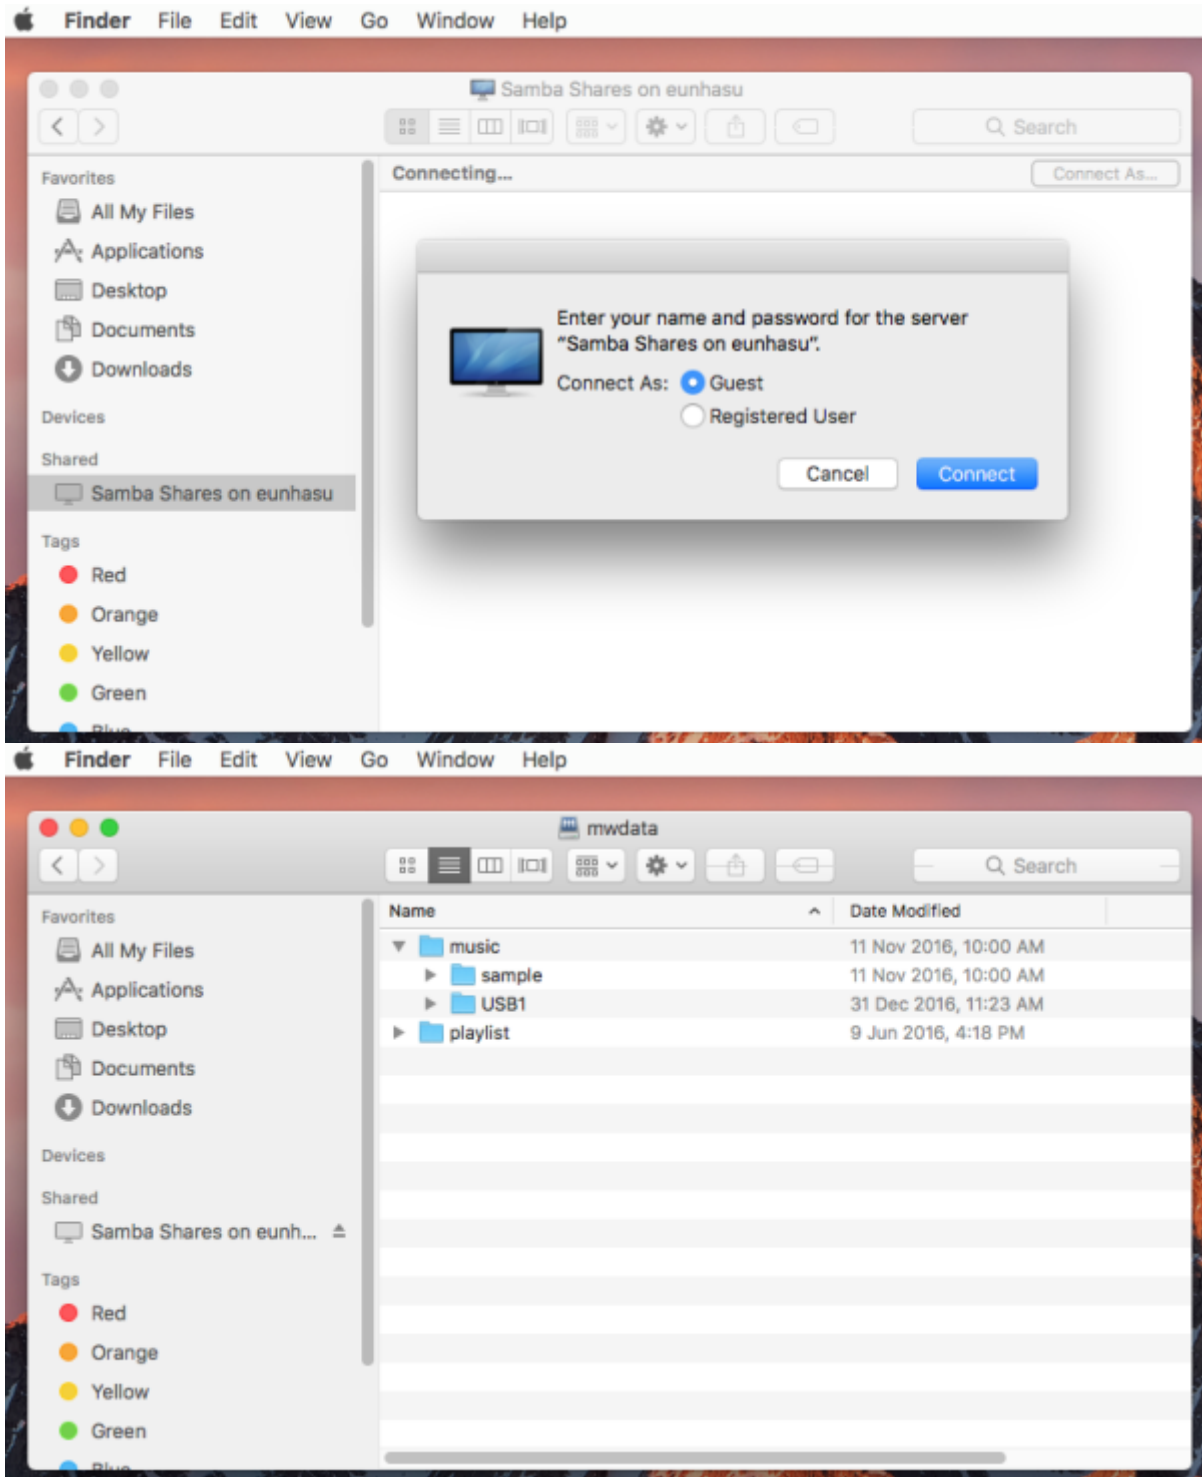 Finder File Edit View Go Window Help
Samba Shares on eunhasu
Search
Favorites
Connecting...
Connect As...
All My Files
Applications
Desktop
Documents
Downloads
Enter your name and password for the server
“Samba Shares on eunhasu”.
Connect As: Guest
Registered User
Cancel Connect
Devices
Shared
Samba Shares on eunhasu
Tags
Red
Orange
Yellow
Green
Blue
Finder File Edit View Go Window Help
mwdata
Search
Favorites
All My Files
Applications
Desktop
Documents
Downloads
Devices
Shared
Samba Shares on eunh...
Tags
Red
Orange
Yellow
Green
Blue
Name Date Modified
music 11 Nov 2016, 10:00 AM
sample 11 Nov 2016, 10:00 AM
USB1 31 Dec 2016, 11:23 AM
playlist 9 Jun 2016, 4:18 PM